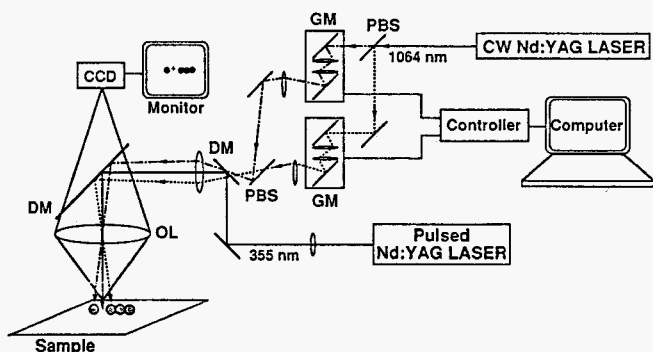 GM
PBS
CW Nd:YAG LASER
1064 nm
CCD
Monitor
Controller
Computer
GM
DM
PBS
DM
OL
355 nm
Pulsed
Nd:YAG LASER
Sample